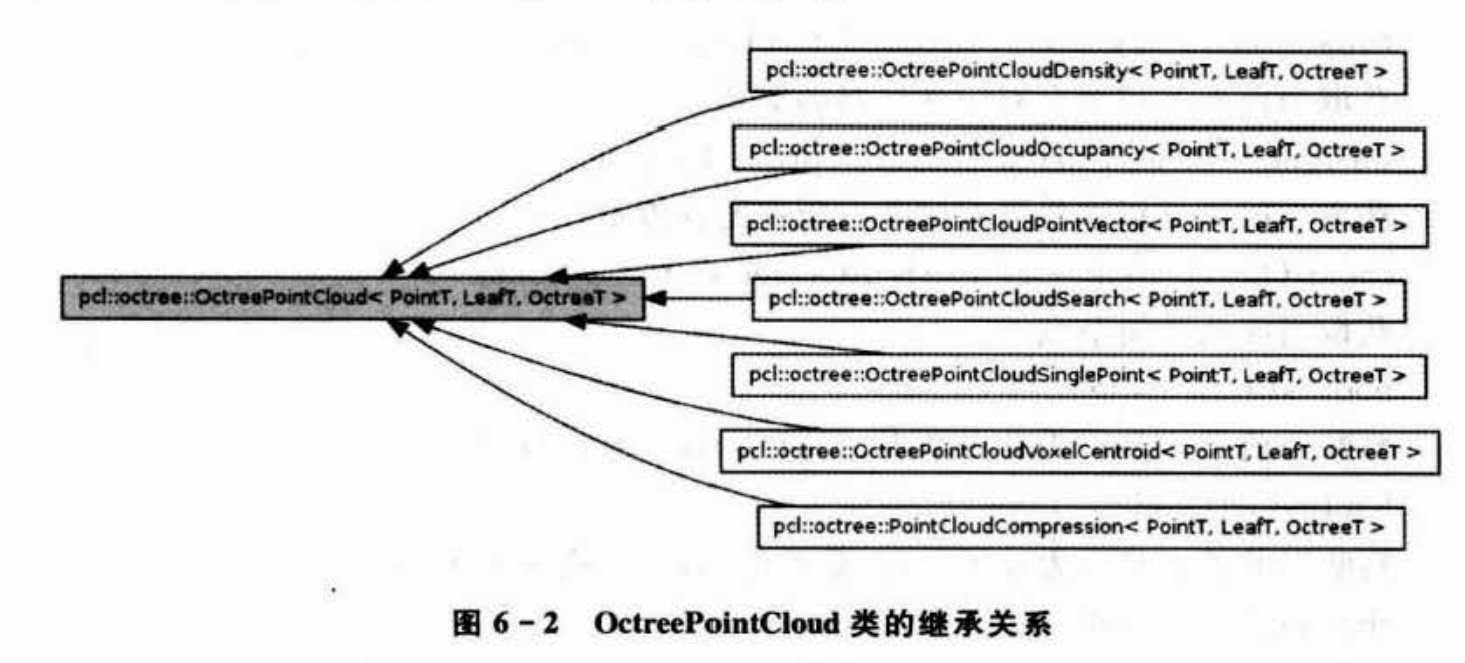 pcl::octree::OctreePointCloudDensity< PointT, LeafT, OctreeT >
pcl::octree::OctreePointCloudOccupancy< PointT, LeafT, OctreeT >
pcl::octree::OctreePointCloudPointVector< PointT, LeafT, OctreeT >
pcl::octree::OctreePointCloud< PointT, LeafT, OctreeT >
pcl::octree::OctreePointCloudSearch< PointT, LeafT, OctreeT >
pcl::octree::OctreePointCloudSinglePoint< PointT, LeafT, OctreeT >
pcl::octree::OctreePointCloudVoxelCentroid< PointT, LeafT, OctreeT >
pcl::octree::PointCloudCompression< PointT, LeafT, OctreeT >
图 6-2 OctreePointCloud 类的继承关系